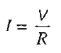 I = V/R